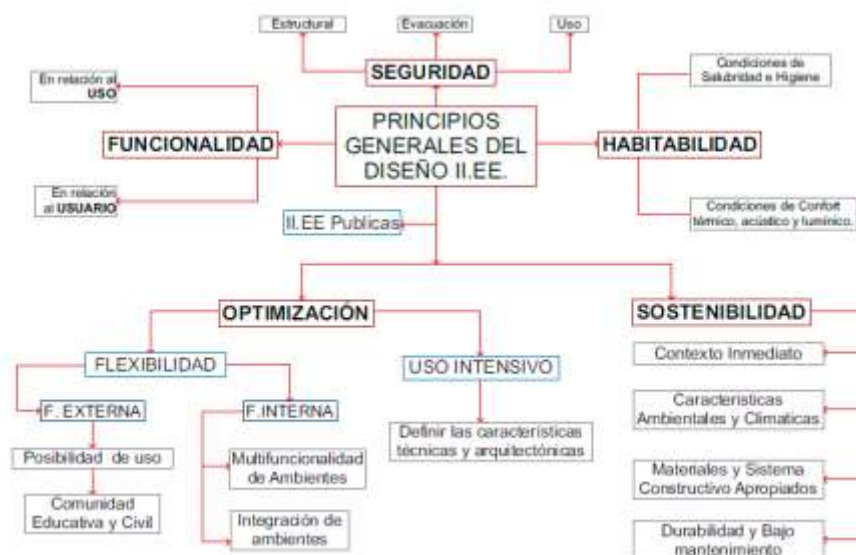 Estructural
Evacuación
Uso
SEGURIDAD
En relación al
USO
Condiciones de
Salubridad e Higiene
FUNCIONALIDAD
PRINCIPIOS
GENERALES DEL
DISEÑO II.EE.
HABITABILIDAD
En relación
al USUARIO
II.EE Publicas
Condiciones de Confort
térmico, acústico y lumínico.
OPTIMIZACIÓN
SOSTENIBILIDAD
FLEXIBILIDAD
USO INTENSIVO
Contexto Inmediato
F. EXTERNA
F.INTERNA
Definir las características
técnicas y arquitectónicas
Características
Ambientales y Climaticas
Posibilidad de uso
Multifuncionalidad
de Ambientes
Materiales y Sistema
Constructivo Apropiados
Comunidad
Educativa y Civil
Integración de
ambientes
Durabilidad y Bajo
mantenimiento